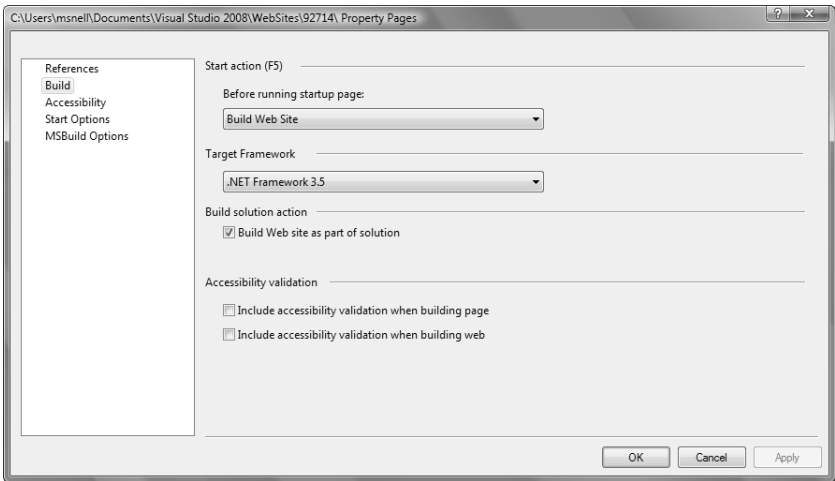 C:\Users\msnell\Documents\Visual Studio 2008\WebSites\92714\ Property Pages
References
Build
Accessibility
Start Options
MSBuild Options
Start action (F5)
Before running startup page:
Build Web Site
Target Framework
.NET Framework 3.5
Build solution action
Build Web site as part of solution
Accessibility validation
Include accessibility validation when building page
Include accessibility validation when building web
OK
Cancel
Apply